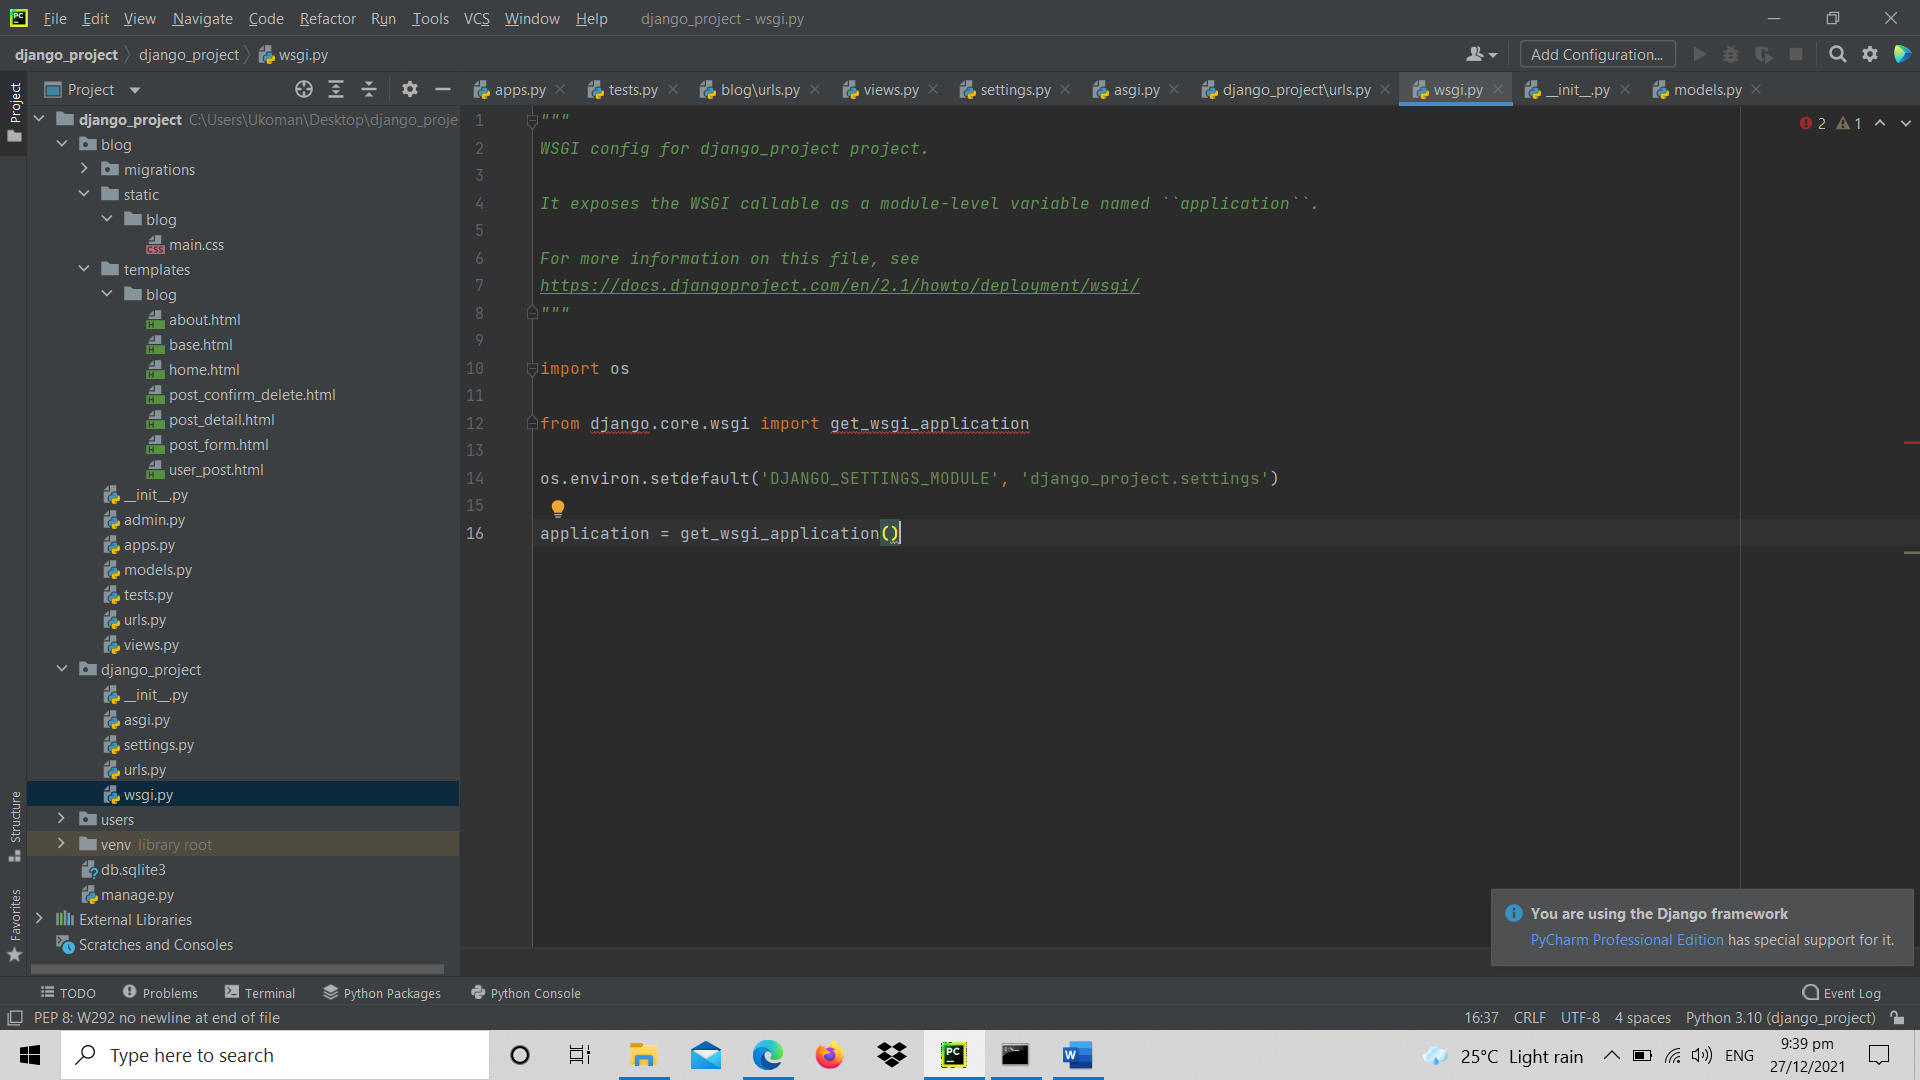 PC File Edit View Navigate Code Refactor Run Tools VCS Window Help django_project - wsgi.py
django_project django_project wsgi.py Add Configuration...
Project
Project
apps.py tests.py blog\urls.py views.py settings.py asgi.py django_project\urls.py wsgi.py __init__.py models.py
django_project C:\Users\Ukoman\Desktop\django_proje
blog
migrations
static
blog
main.css
templates
blog
about.html
base.html
home.html
post_confirm_delete.html
post_detail.html
post_form.html
user_post.html
__init__.py
admin.py
apps.py
models.py
tests.py
urls.py
views.py
django_project
__init__.py
asgi.py
settings.py
urls.py
wsgi.py
users
venv library root
db.sqlite3
manage.py
External Libraries
Scratches and Consoles
Structure
Favorites
1 """
2 WSGI config for django_project project.
3
4 It exposes the WSGI callable as a module-level variable named ``application``.
5
6 For more information on this file, see
7 https://docs.djangoproject.com/en/2.1/howto/deployment/wsgi/
8 """
9
10 import os
11
12 from django.core.wsgi import get_wsgi_application
13
14 os.environ.setdefault('DJANGO_SETTINGS_MODULE', 'django_project.settings')
15
16 application = get_wsgi_application()
2 1
You are using the Django framework
PyCharm Professional Edition has special support for it.
TODO Problems Terminal Python Packages Python Console Event Log
PEP 8: W292 no newline at end of file 16:37 CRLF UTF-8 4 spaces Python 3.10 (django_project)
Type here to search
25°C Light rain ENG
9:39 pm
27/12/2021